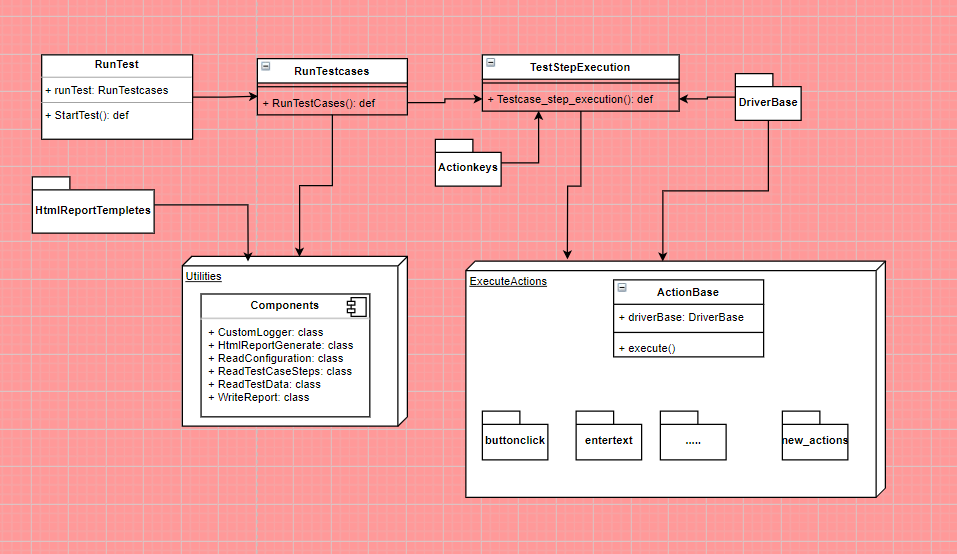 RunTest
+ runTest: RunTestcases
+ StartTest(): def
RunTestcases
+ RunTestCases(): def
TestStepExecution
+ Testcase_step_execution(): def
DriverBase
Actionkeys
HtmlReportTempletes
Utilities
Components
+ CustomLogger: class
+ HtmlReportGenerate: class
+ ReadConfiguration: class
+ ReadTestCaseSteps: class
+ ReadTestData: class
+ WriteReport: class
ExecuteActions
ActionBase
+ driverBase: DriverBase
+ execute()
buttonclick
entertext
.....
new_actions